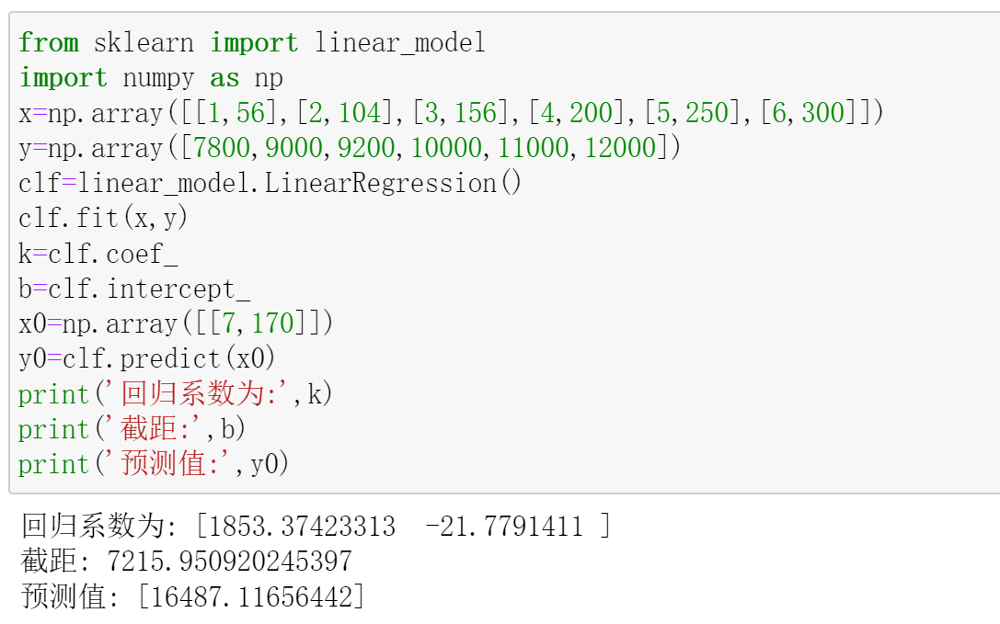 from sklearn import linear_model
import numpy as np
x=np.array([[1,56],[2,104],[3,156],[4,200],[5,250],[6,300]])
y=np.array([7800,9000,9200,10000,11000,12000])
clf=linear_model.LinearRegression()
clf.fit(x,y)
k=clf.coef_
b=clf.intercept_
x0=np.array([[7,170]])
y0=clf.predict(x0)
print('回归系数为:',k)
print('截距:',b)
print('预测值:',y0)
回归系数为: [1853.37423313  -21.7791411 ]
截距: 7215.950920245397
预测值: [16487.11656442]